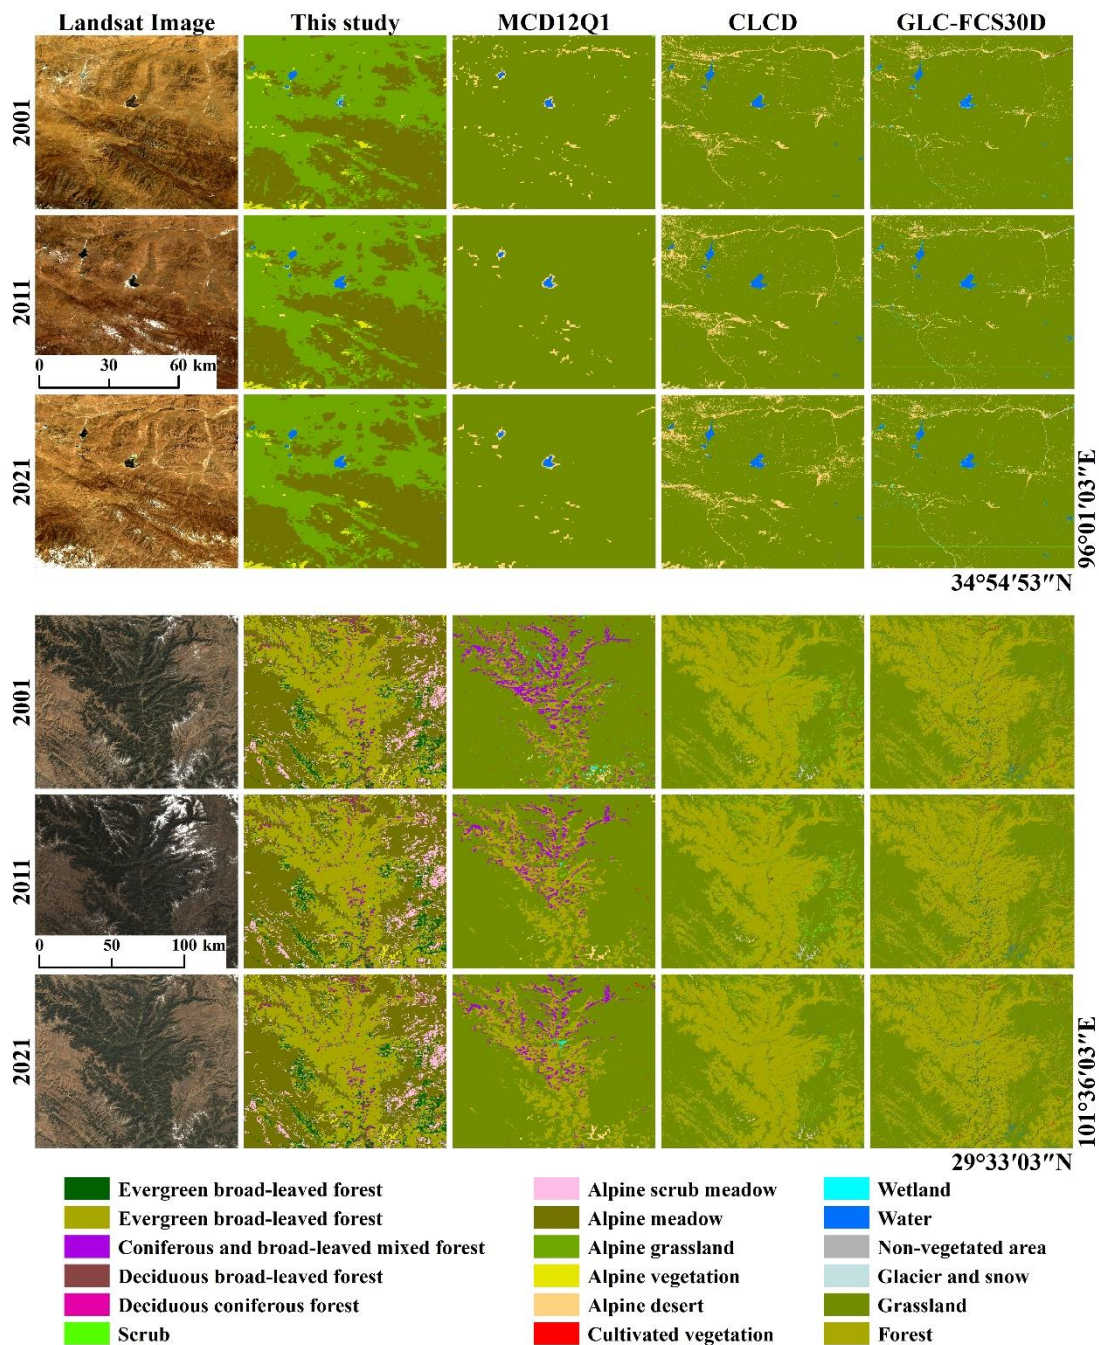 Landsat Image This study MCD12Q1 CLCD GLC-FCS30D
2001
2011
0 30 60 km
2021
96°01′03″E
34°54′53″N
2001
2011
0 50 100 km
2021
101°36′03″E
29°33′03″N
Evergreen broad-leaved forest
Evergreen broad-leaved forest
Coniferous and broad-leaved mixed forest
Deciduous broad-leaved forest
Deciduous coniferous forest
Scrub
Alpine scrub meadow
Alpine meadow
Alpine grassland
Alpine vegetation
Alpine desert
Cultivated vegetation
Wetland
Water
Non-vegetated area
Glacier and snow
Grassland
Forest